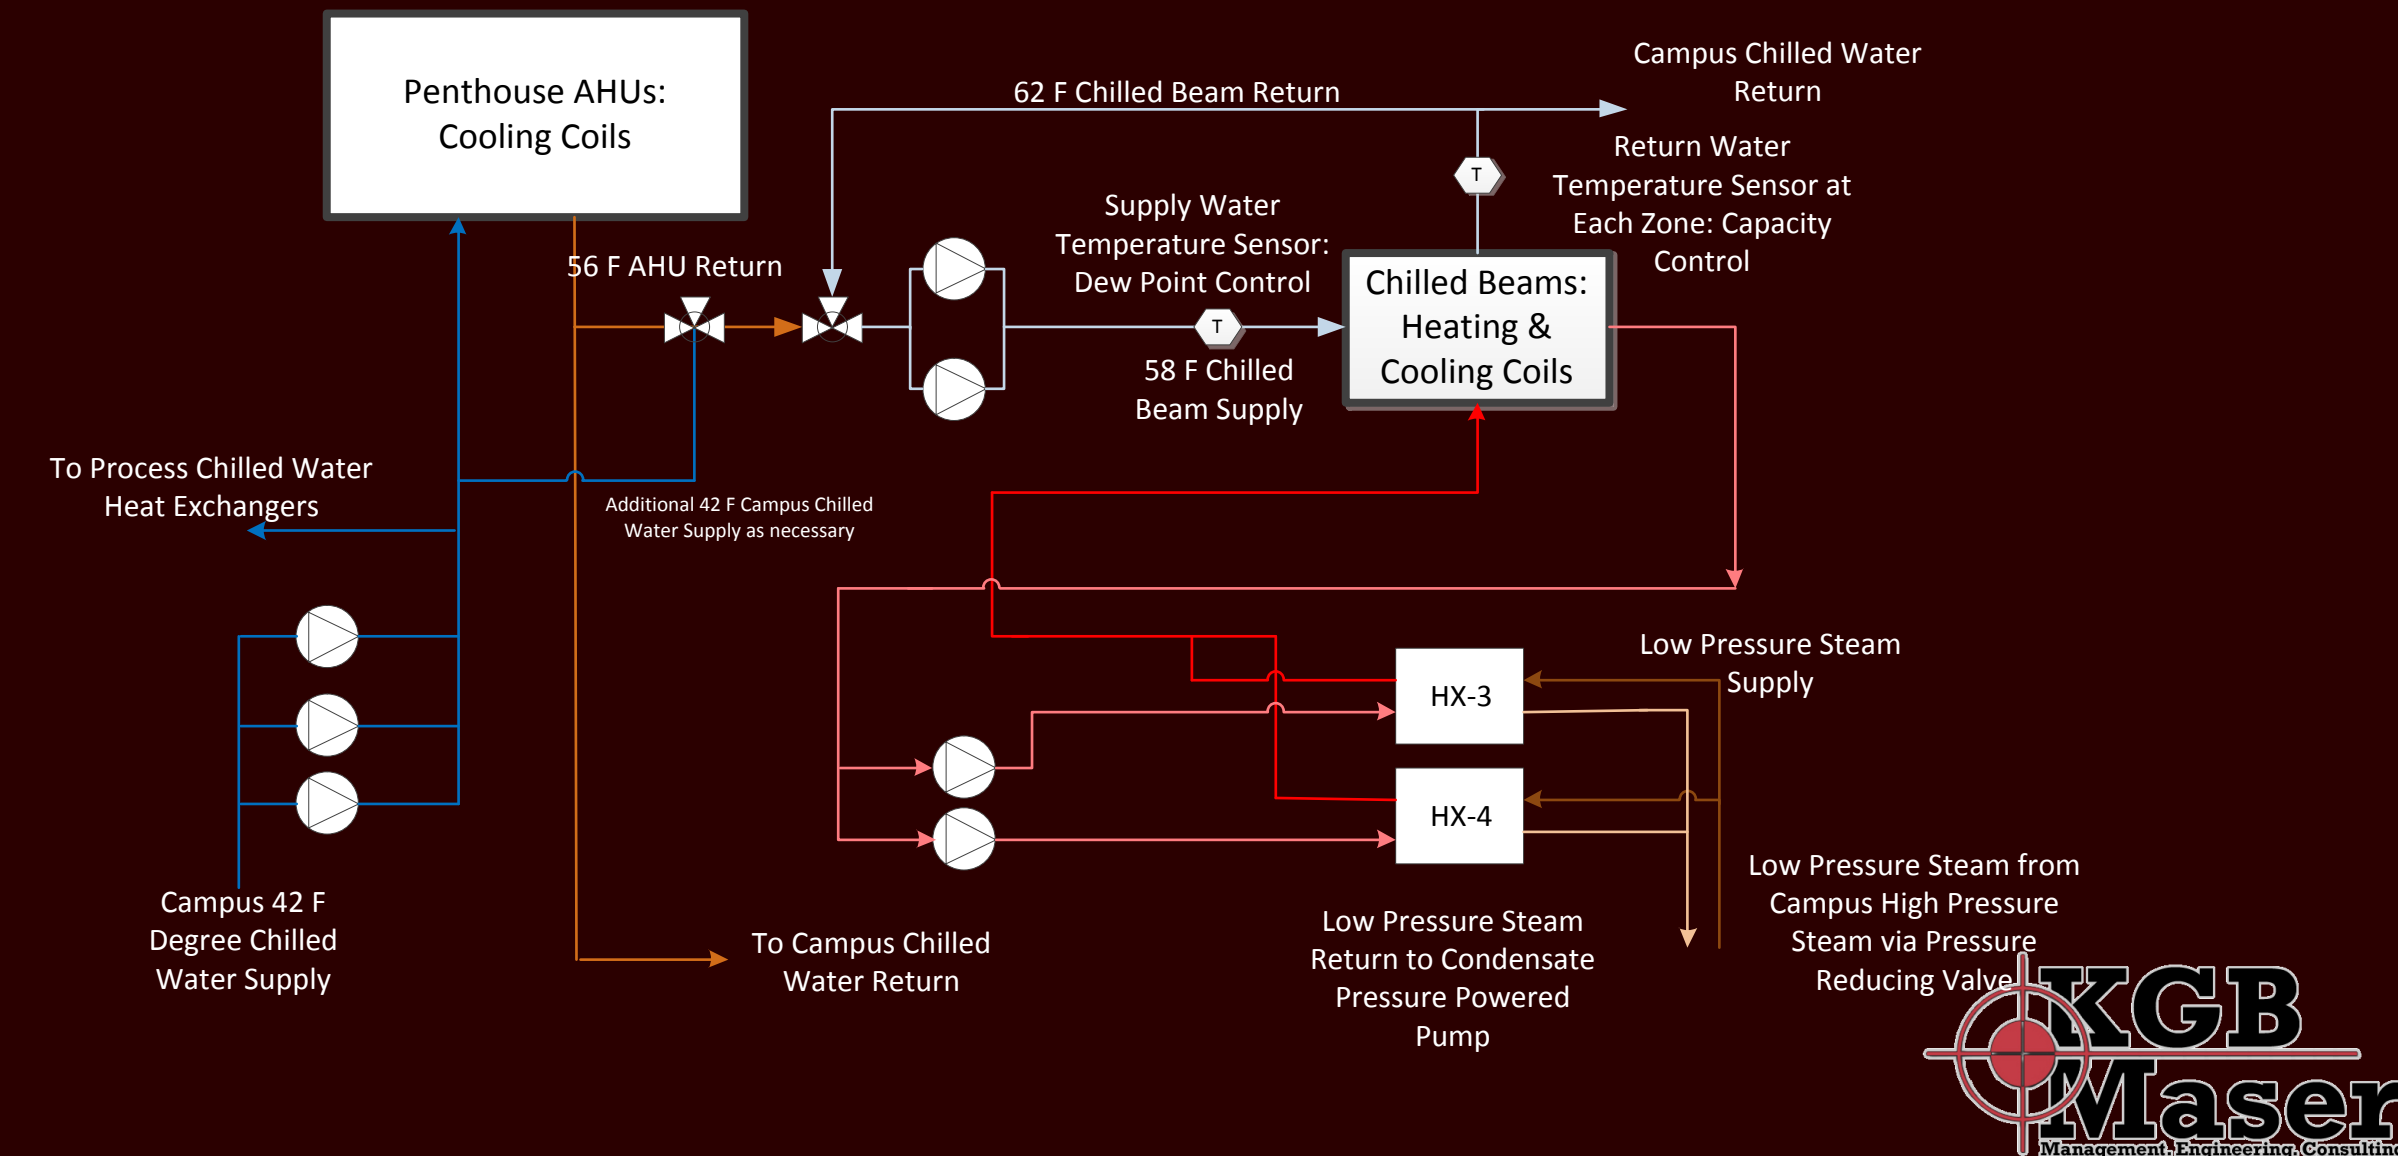 Penthouse AHUs:
Cooling Coils
62 F Chilled Beam Return
Campus Chilled Water
Return
Return Water
Temperature Sensor at
Each Zone: Capacity
Control
T
Supply Water
Temperature Sensor:
Dew Point Control
56 F AHU Return
T
Chilled Beams:
Heating &
Cooling Coils
58 F Chilled
Beam Supply
To Process Chilled Water
Heat Exchangers
Additional 42 F Campus Chilled
Water Supply as necessary
Low Pressure Steam
Supply
HX-3
HX-4
Campus 42 F
Degree Chilled
Water Supply
To Campus Chilled
Water Return
Low Pressure Steam
Return to Condensate
Pressure Powered
Pump
Low Pressure Steam from
Campus High Pressure
Steam via Pressure
Reducing Valve
KGB
Maser
Management, Engineering, Consulting